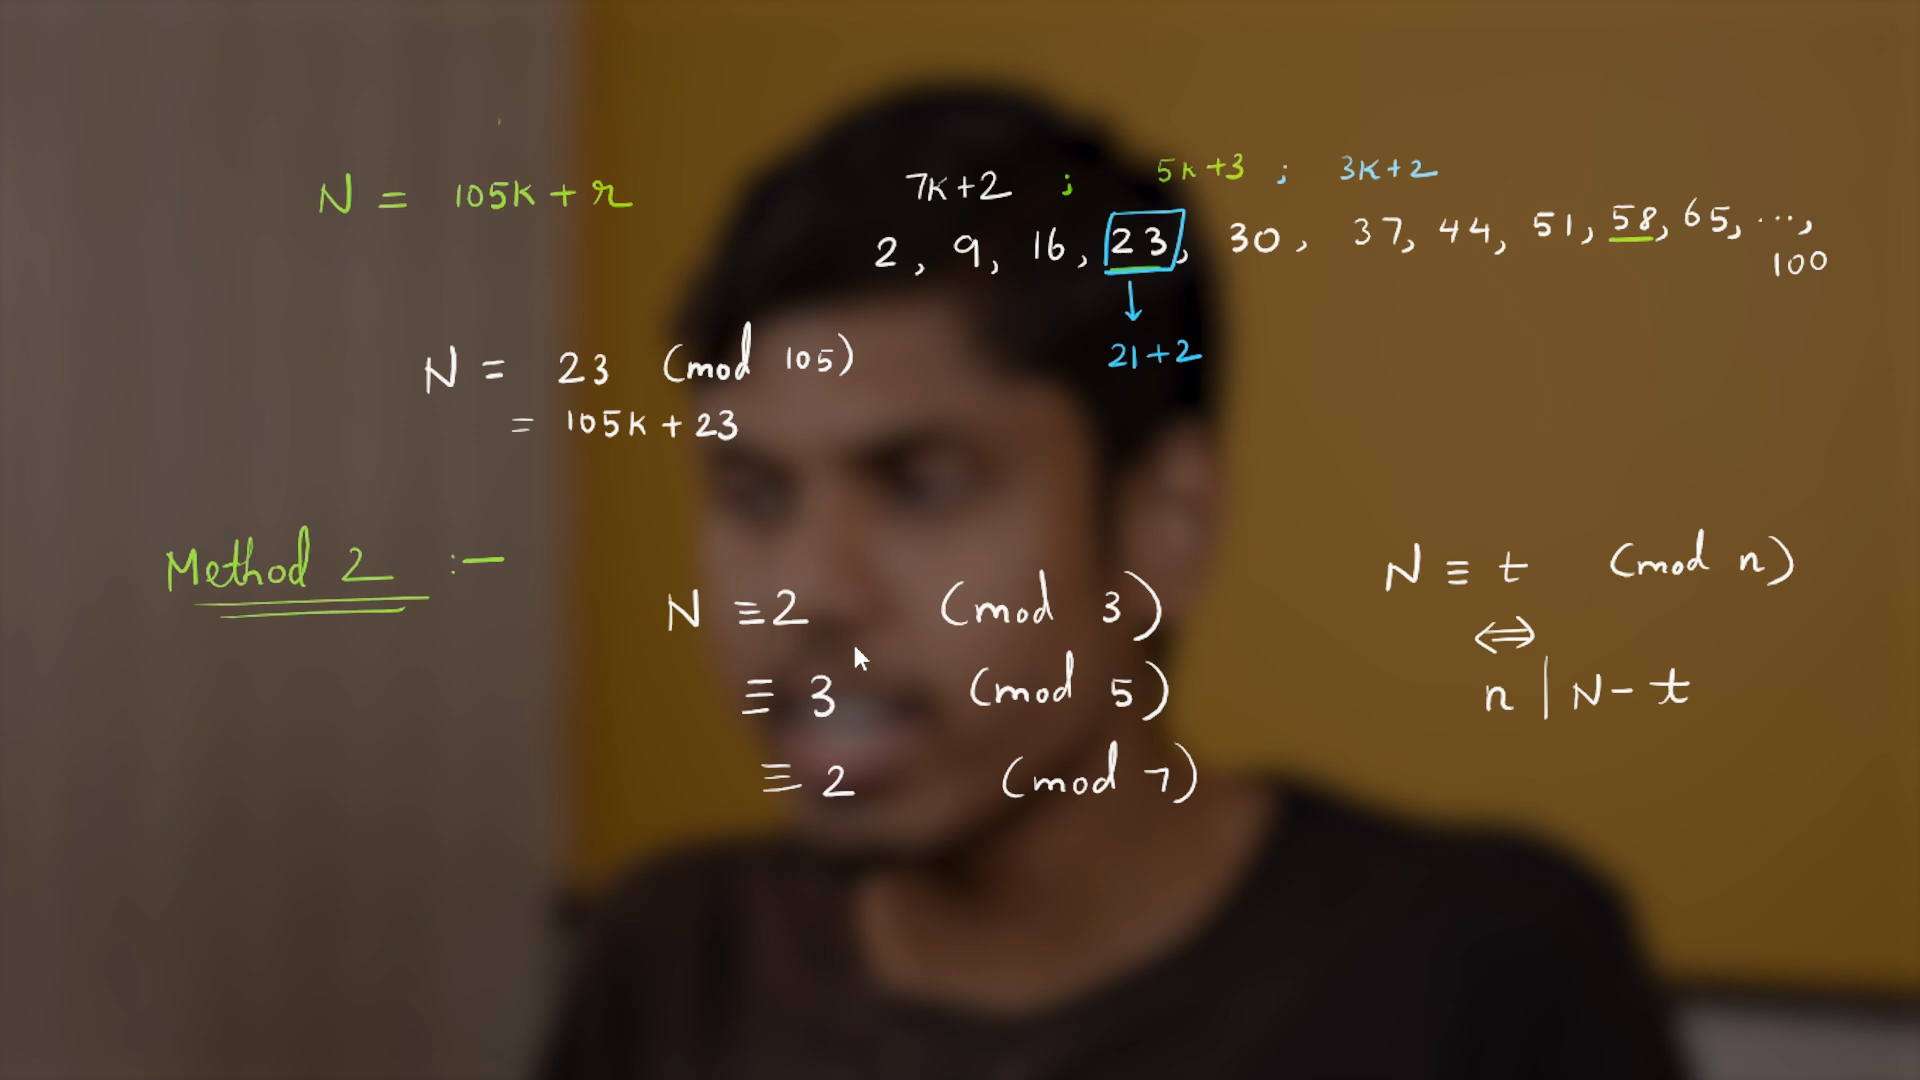 N = 105K + r
7K+2 ; 5K+3 ; 3K+2
2, 9, 16, 23, 30, 37, 44, 51, 58, 65, ...,
100
↓
21+2
N = 23 (mod 105)
= 105K + 23
Method 2 :-
N ≡ 2 (mod 3)
≡ 3 (mod 5)
≡ 2 (mod 7)
N ≡ t (mod n)
⇔
n | N - t